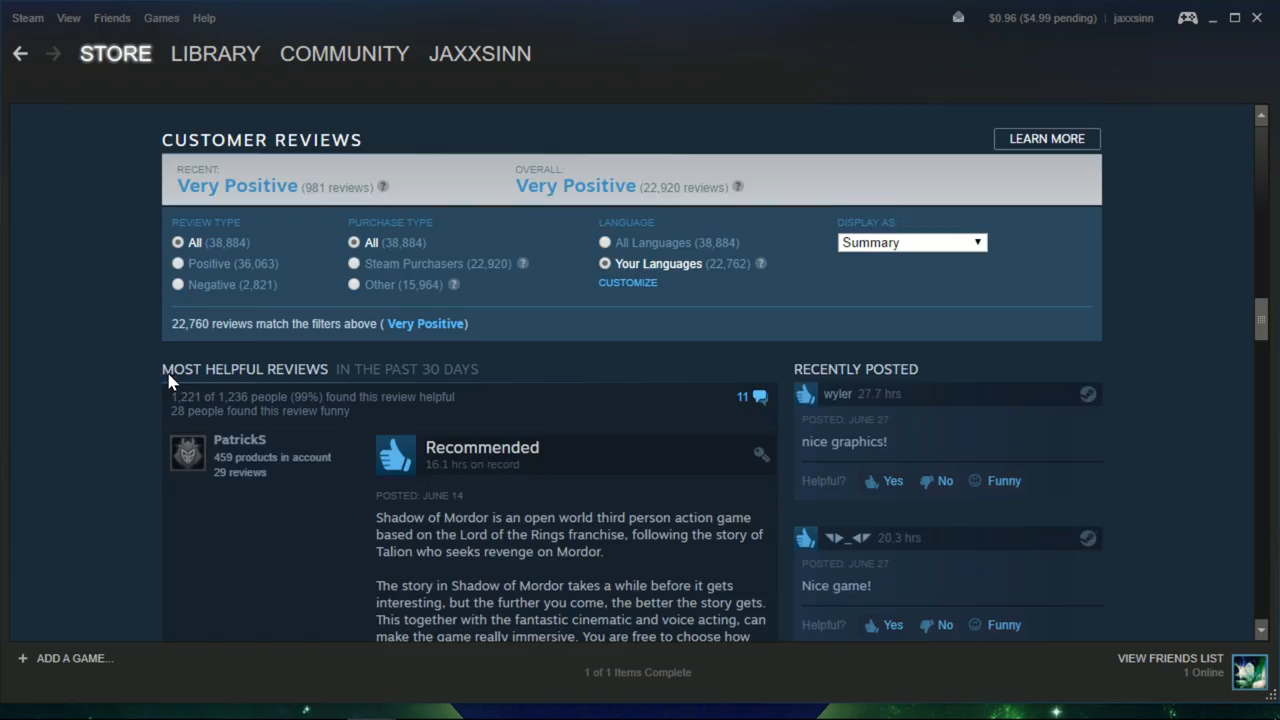 Steam View Friends Games Help
$0.96 ($4.99 pending) | jaxxsinn
STORE LIBRARY COMMUNITY JAXXSINN
CUSTOMER REVIEWS
LEARN MORE
RECENT:
Very Positive (981 reviews) ?
OVERALL:
Very Positive (22,920 reviews) ?
REVIEW TYPE
All (38,884)
Positive (36,063)
Negative (2,821)
PURCHASE TYPE
All (38,884)
Steam Purchasers (22,920) ?
Other (15,964) ?
LANGUAGE
All Languages (38,884)
Your Languages (22,762) ?
CUSTOMIZE
DISPLAY AS:
Summary
22,760 reviews match the filters above ( Very Positive)
MOST HELPFUL REVIEWS IN THE PAST 30 DAYS
1,221 of 1,236 people (99%) found this review helpful
28 people found this review funny
11
PatrickS
459 products in account
29 reviews
Recommended
16.1 hrs on record
POSTED: JUNE 14
Shadow of Mordor is an open world third person action game
based on the Lord of the Rings franchise, following the story of
Talion who seeks revenge on Mordor.
The story in Shadow of Mordor takes a while before it gets
interesting, but the further you come, the better the story gets.
This together with the fantastic cinematic and voice acting, can
make the game really immersive. You are free to choose how
RECENTLY POSTED
wyler 27.7 hrs
POSTED: JUNE 27
nice graphics!
Helpful? Yes No Funny
◥▶_◀◤ 20.3 hrs
POSTED: JUNE 27
Nice game!
Helpful? Yes No Funny
+ ADD A GAME...
1 of 1 Items Complete
VIEW FRIENDS LIST
1 Online